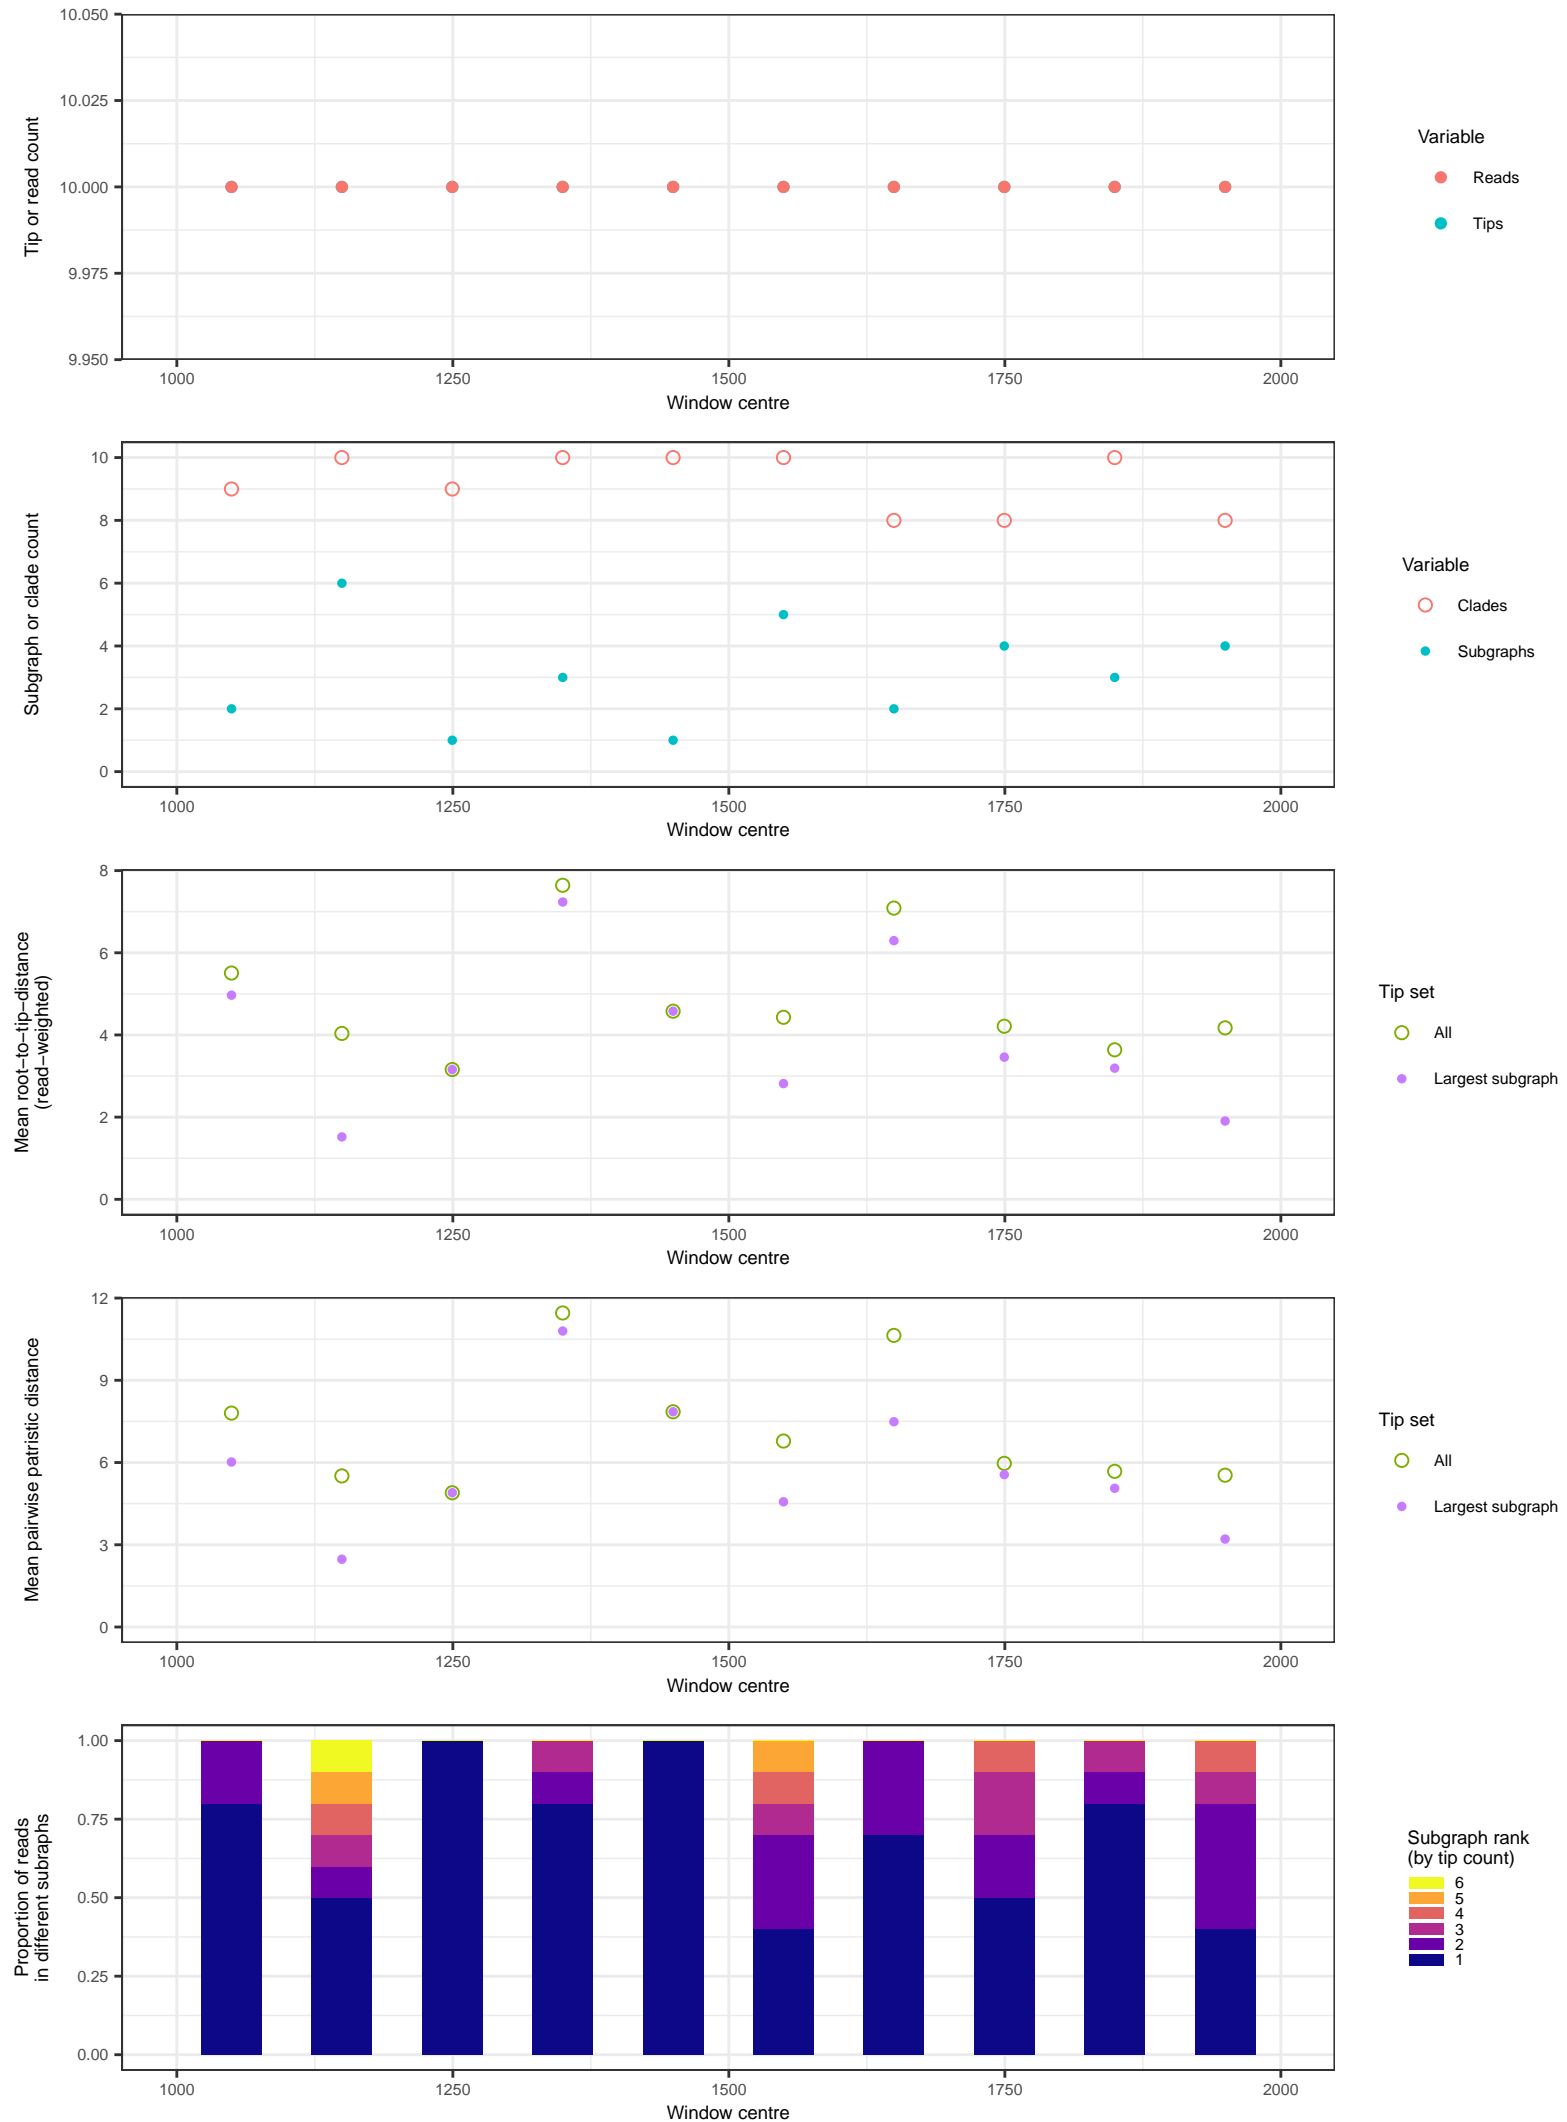 10.050
10.025
10.000
9.975
9.950
Tip or read count
1000 1250 1500 1750 2000
Window centre
Variable
Reads
Tips
10
8
6
4
2
0
Subgraph or clade count
1000 1250 1500 1750 2000
Window centre
Variable
Clades
Subgraphs
8
6
4
2
0
Mean root−to−tip−distance
(read−weighted)
1000 1250 1500 1750 2000
Window centre
Tip set
All
Largest subgraph
12
9
6
3
0
Mean pairwise patristic distance
1000 1250 1500 1750 2000
Window centre
Tip set
All
Largest subgraph
1.00
0.75
0.50
0.25
0.00
Proportion of reads
in different subraphs
1000 1250 1500 1750 2000
Window centre
Subgraph rank
(by tip count)
6
5
4
3
2
1